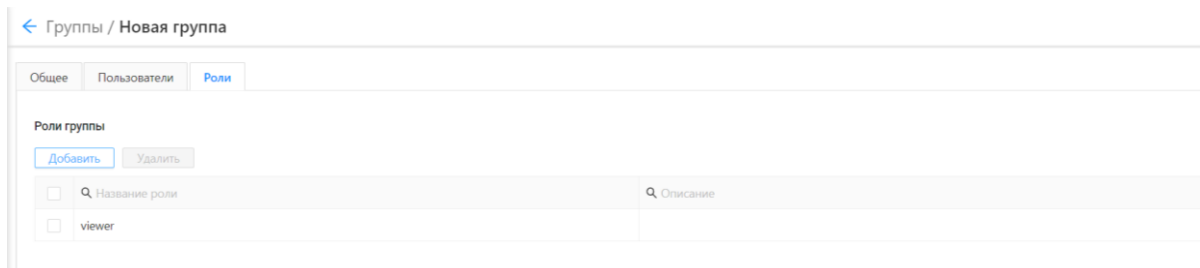 ← Группы / Новая группа
Общее Пользователи Роли
Роли группы
Добавить Удалить
Название роли Описание
viewer